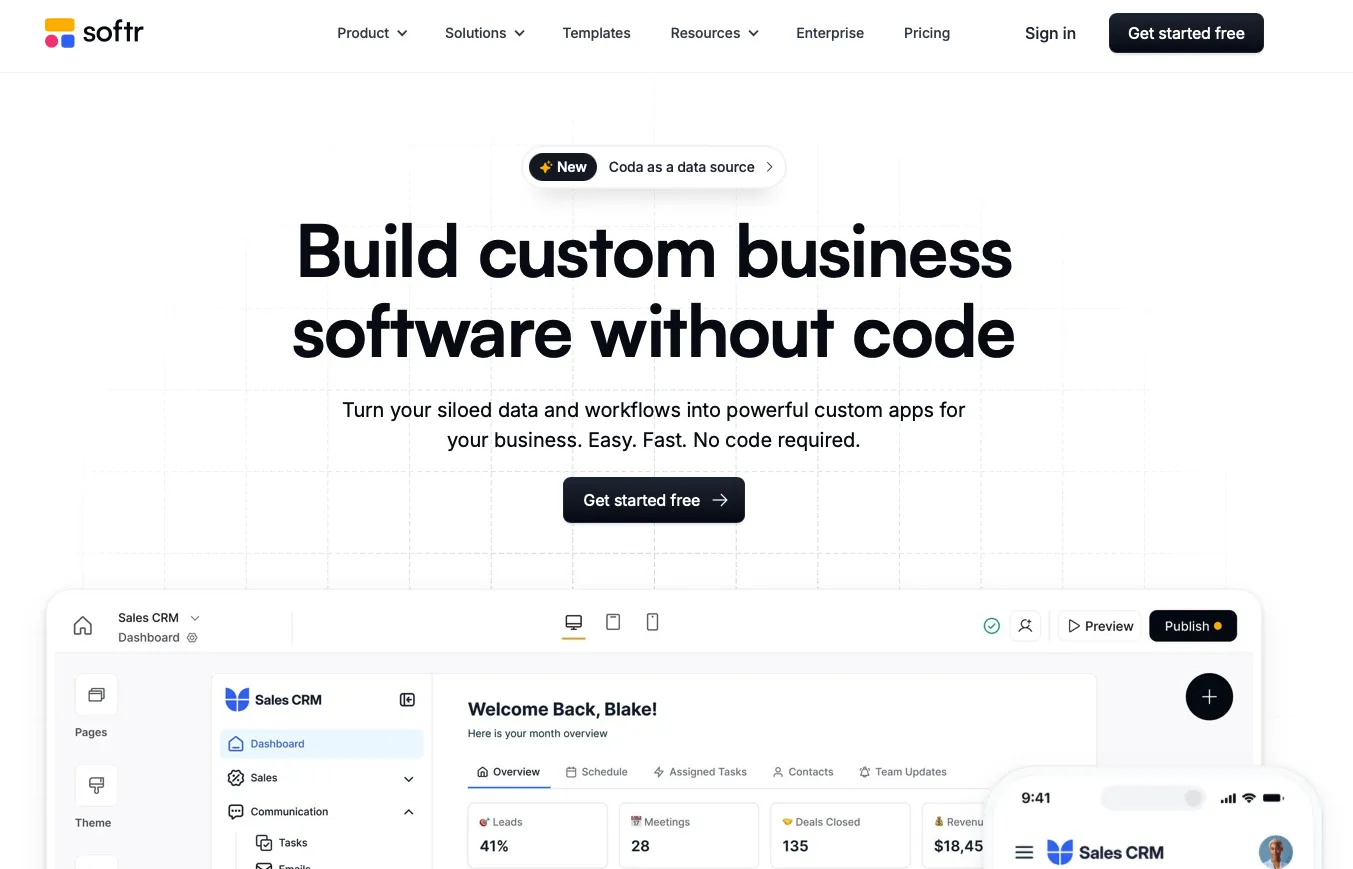 softr
Product
Solutions
Templates
Resources
Enterprise
Pricing
Sign in
Get started free
New
Coda as a data source
Build custom business
software without code
Turn your siloed data and workflows into powerful custom apps for
your business. Easy. Fast. No code required.
Get started free
Sales CRM
Dashboard
Preview
Publish
Pages
Theme
Sales CRM
Dashboard
Sales
Communication
Tasks
Emails
Welcome Back, Blake!
Here is your month overview
Overview
Schedule
Assigned Tasks
Contacts
Team Updates
Leads
41%
Meetings
28
Deals Closed
135
Revenu
$18,45
9:41
Sales CRM